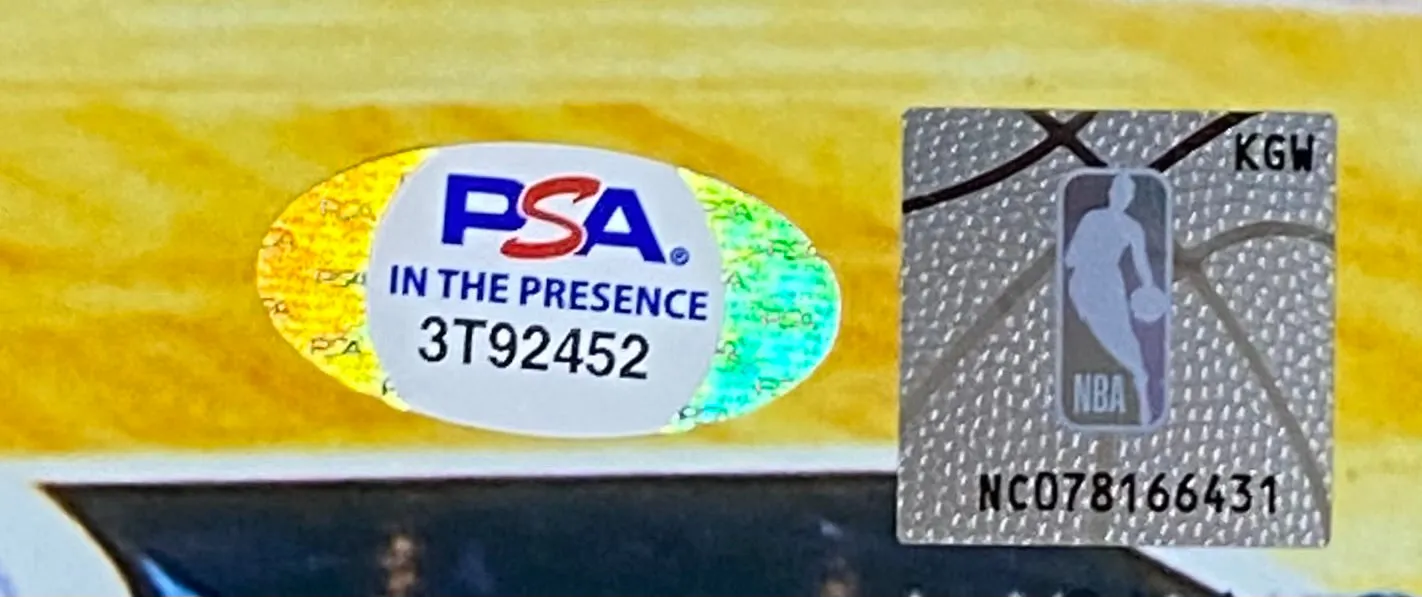 PSA®
IN THE PRESENCE
3T92452
KGW
NBA
NC078166431